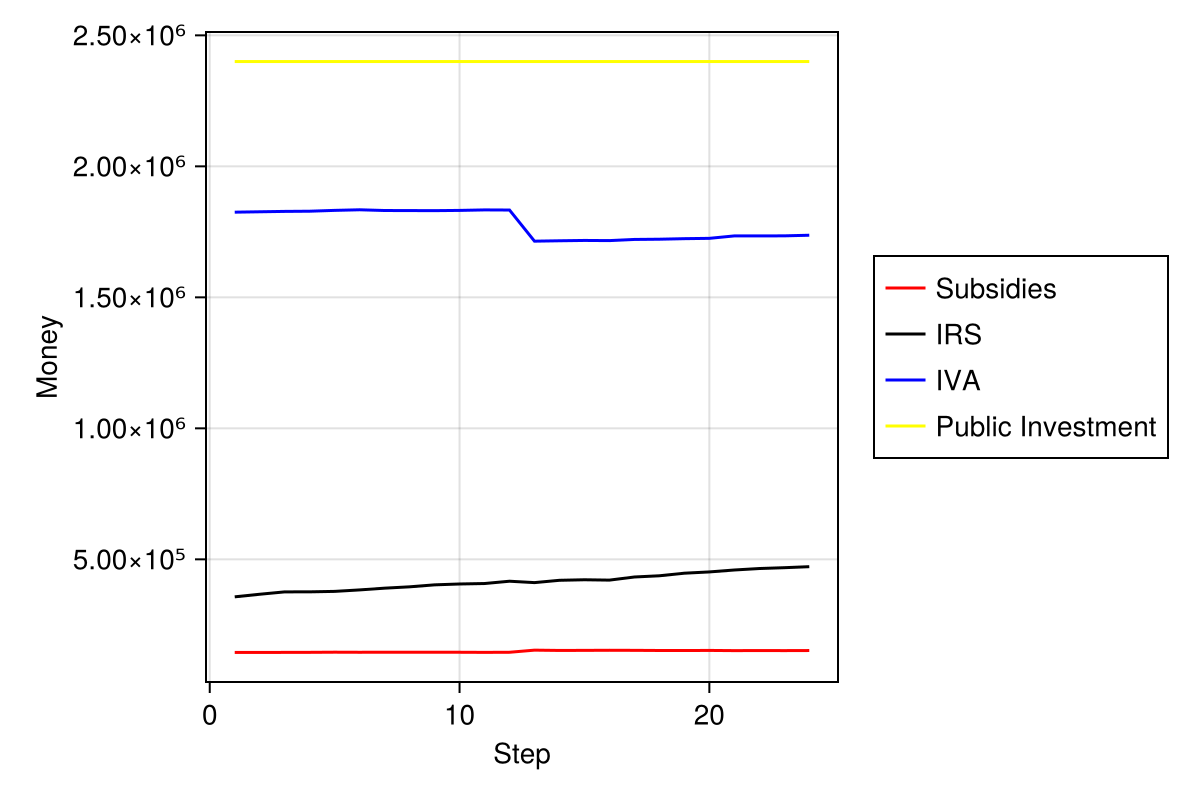 2.50×10⁶
2.00×10⁶
1.50×10⁶
1.00×10⁶
5.00×10⁵
Money
0 10 20
Step
Subsidies
IRS
IVA
Public Investment